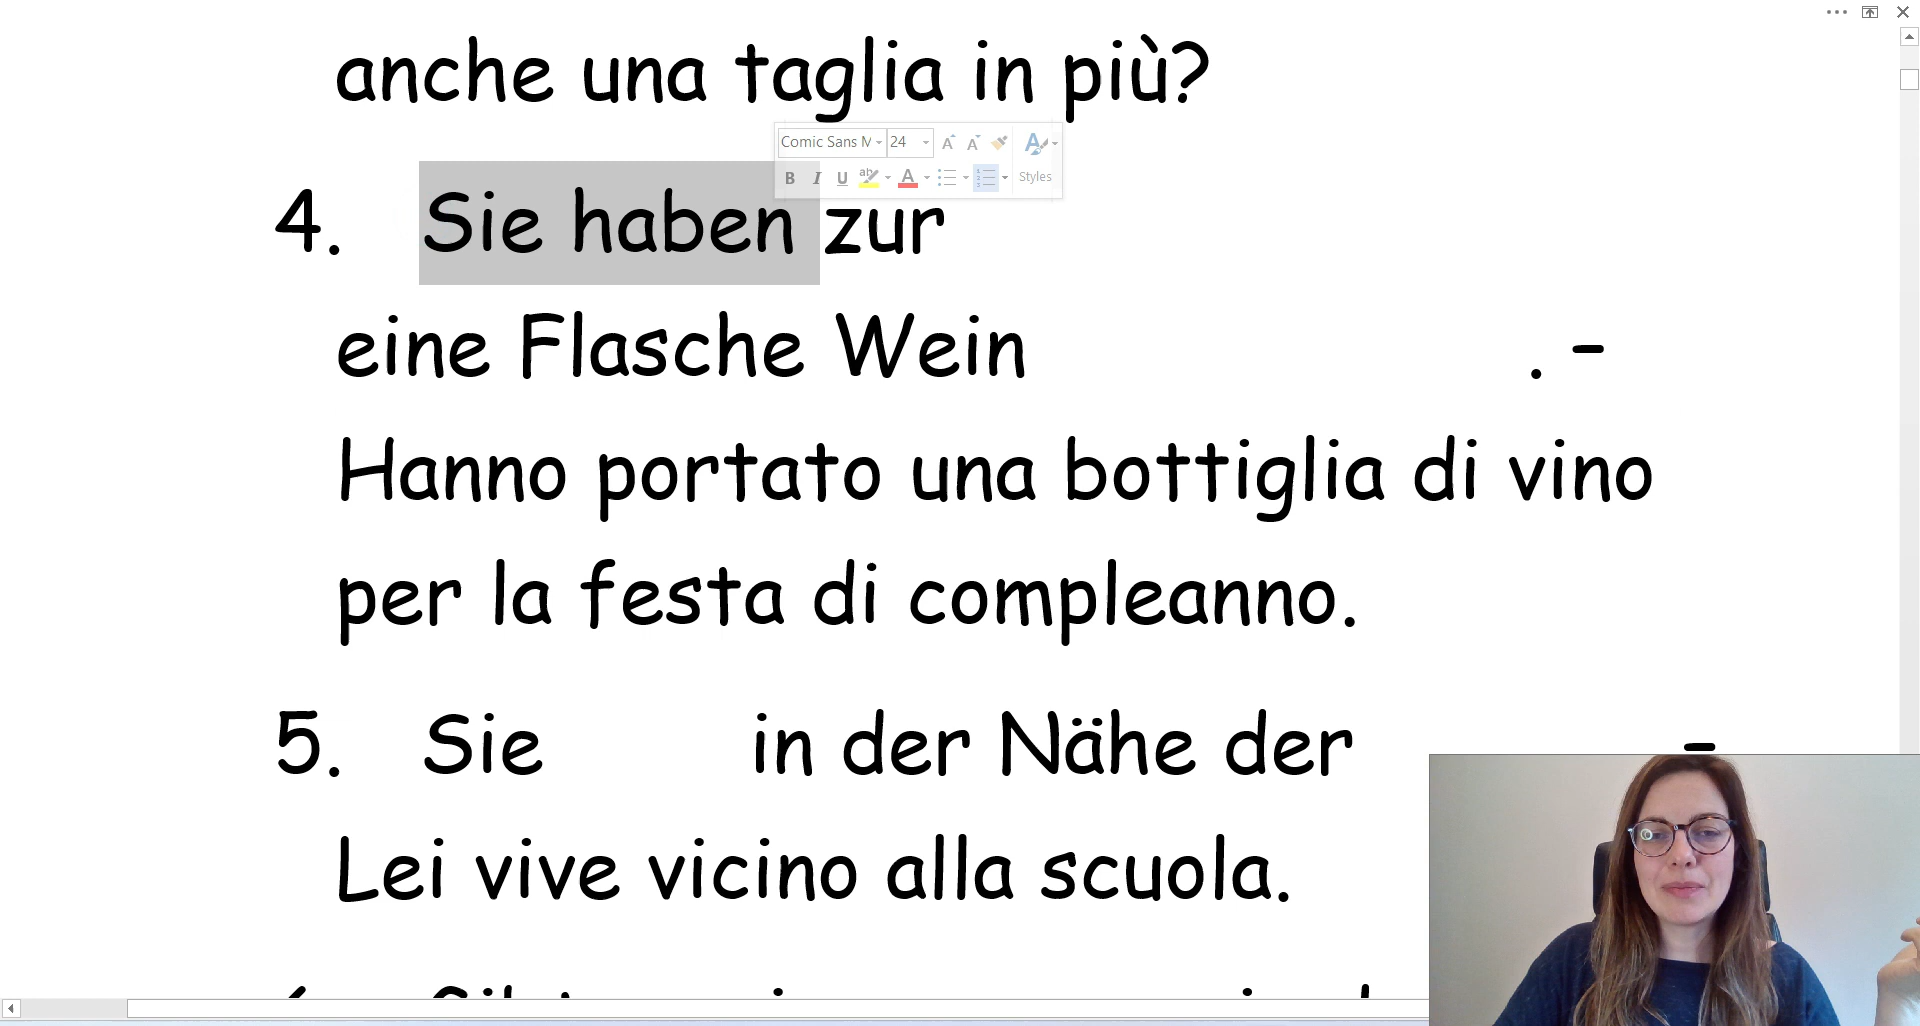 anche una taglia in più?
Comic Sans M 24
B I U ab A Styles
4. Sie haben zur
eine Flasche Wein . -
Hanno portato una bottiglia di vino
per la festa di compleanno.
5. Sie in der Nähe der -
Lei vive vicino alla scuola.